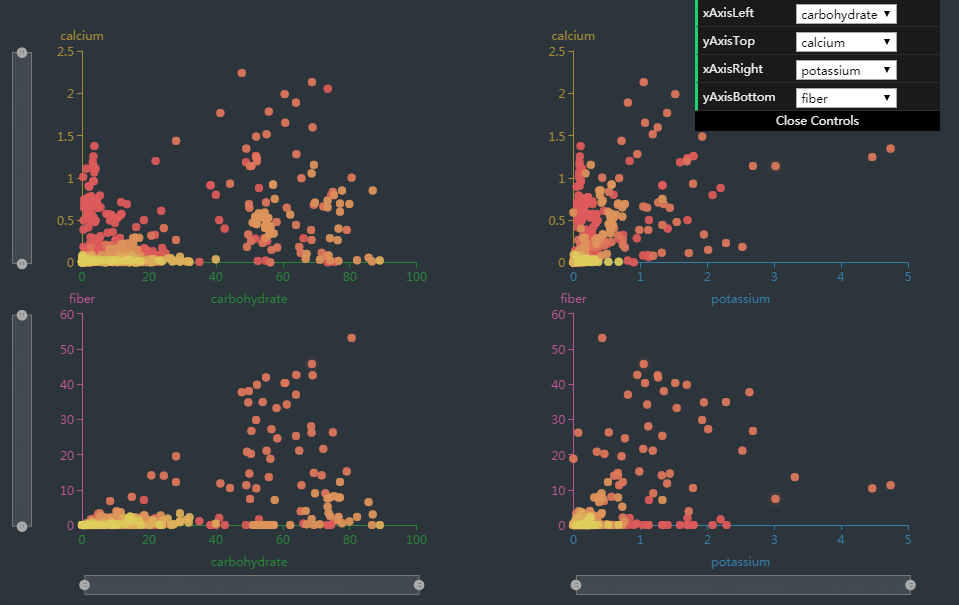 xAxisLeft carbohydrate
yAxisTop calcium
xAxisRight potassium
yAxisBottom fiber
Close Controls
calcium
2.5
2
1.5
1
0.5
0
0 20 40 60 80 100
carbohydrate
calcium
2.5
2
1.5
1
0.5
0
0 1 2 3 4 5
potassium
fiber
60
50
40
30
20
10
0
0 20 40 60 80 100
carbohydrate
fiber
60
50
40
30
20
10
0
0 1 2 3 4 5
potassium